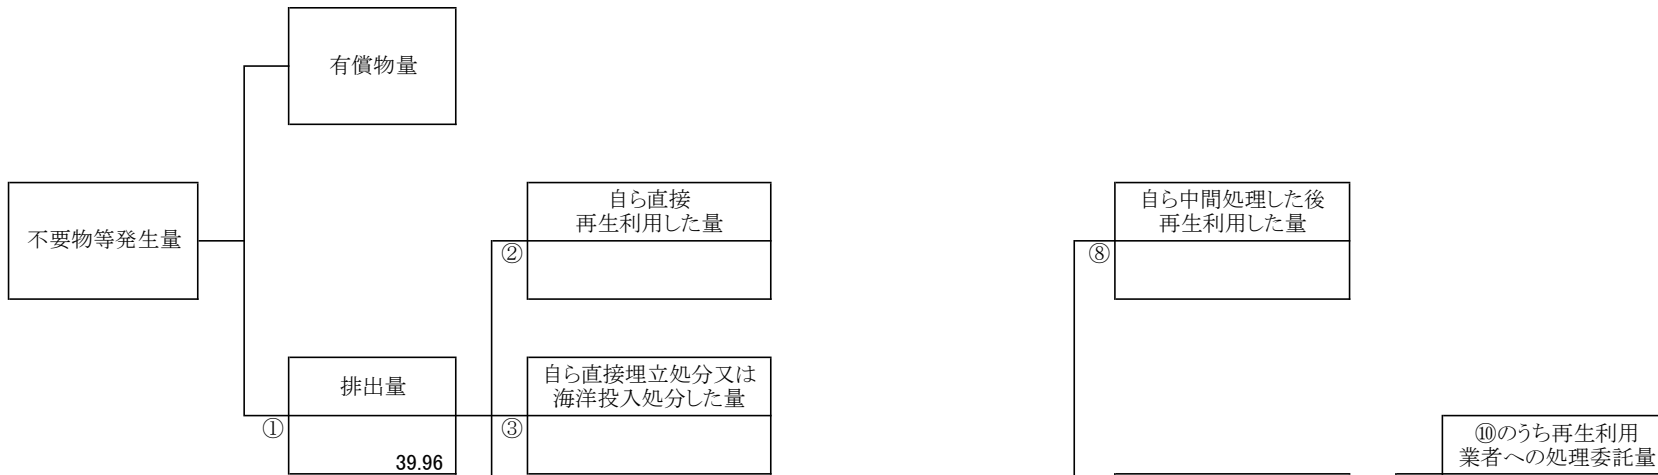 有償物量
不要物等発生量
自ら直接
再生利用した量
②
自ら中間処理した後
再生利用した量
⑧
排出量
①
39.96
自ら直接埋立処分又は
海洋投入処分した量
③
⑩のうち再生利用
業者への処理委託量